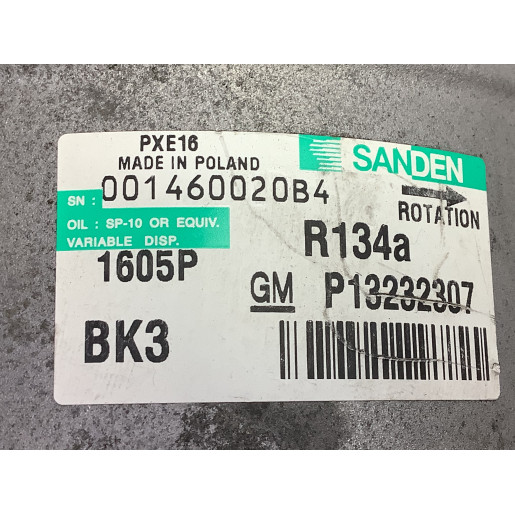 PXE16
MADE IN POLAND
SANDEN
SN : 001460020B4
ROTATION
OIL : SP-10 OR EQUIV.
VARIABLE DISP.
R134a
1605P
GM P13232307
BK3